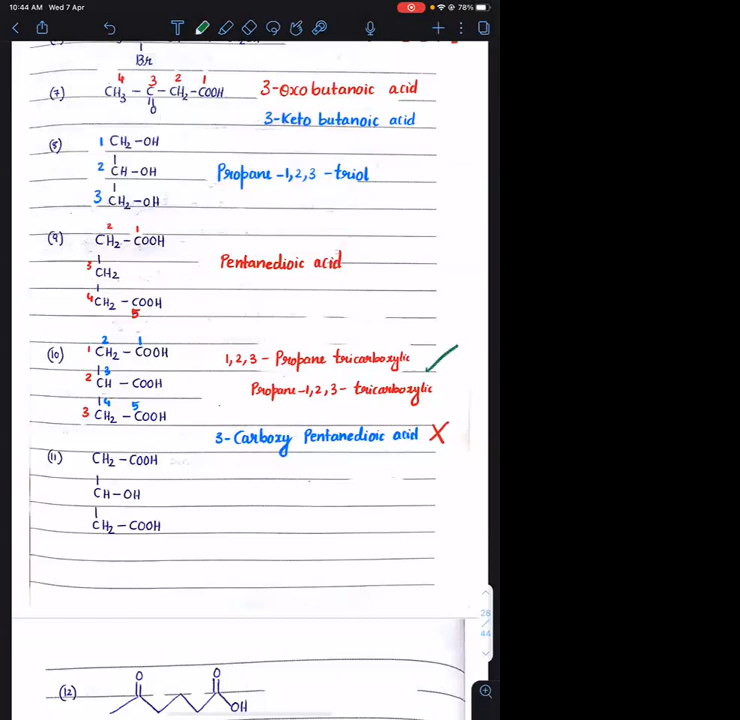 10:44 AM Wed 7 Apr
78%
Br
(7) CH3 - C - CH2 - COOH
4 3 2 1
O
3-Oxobutanoic acid
3-Keto butanoic acid
(8) 1 CH2 - OH
2 CH - OH
3 CH2 - OH
Propane -1,2,3 - triol
(9) 2 1
CH2 - COOH
3 CH2
4 CH2 - COOH
5
Pentanedioic acid
(10) 2 1
1 CH2 - COOH
3
2 CH - COOH
4 5
3 CH2 - COOH
1,2,3 - Propane tricarboxylic ✓
Propane-1,2,3- tricarboxylic
3-Carboxy Pentanedioic acid X
(11) CH2 - COOH
CH - OH
CH2 - COOH
28
44
(12) O O
OH